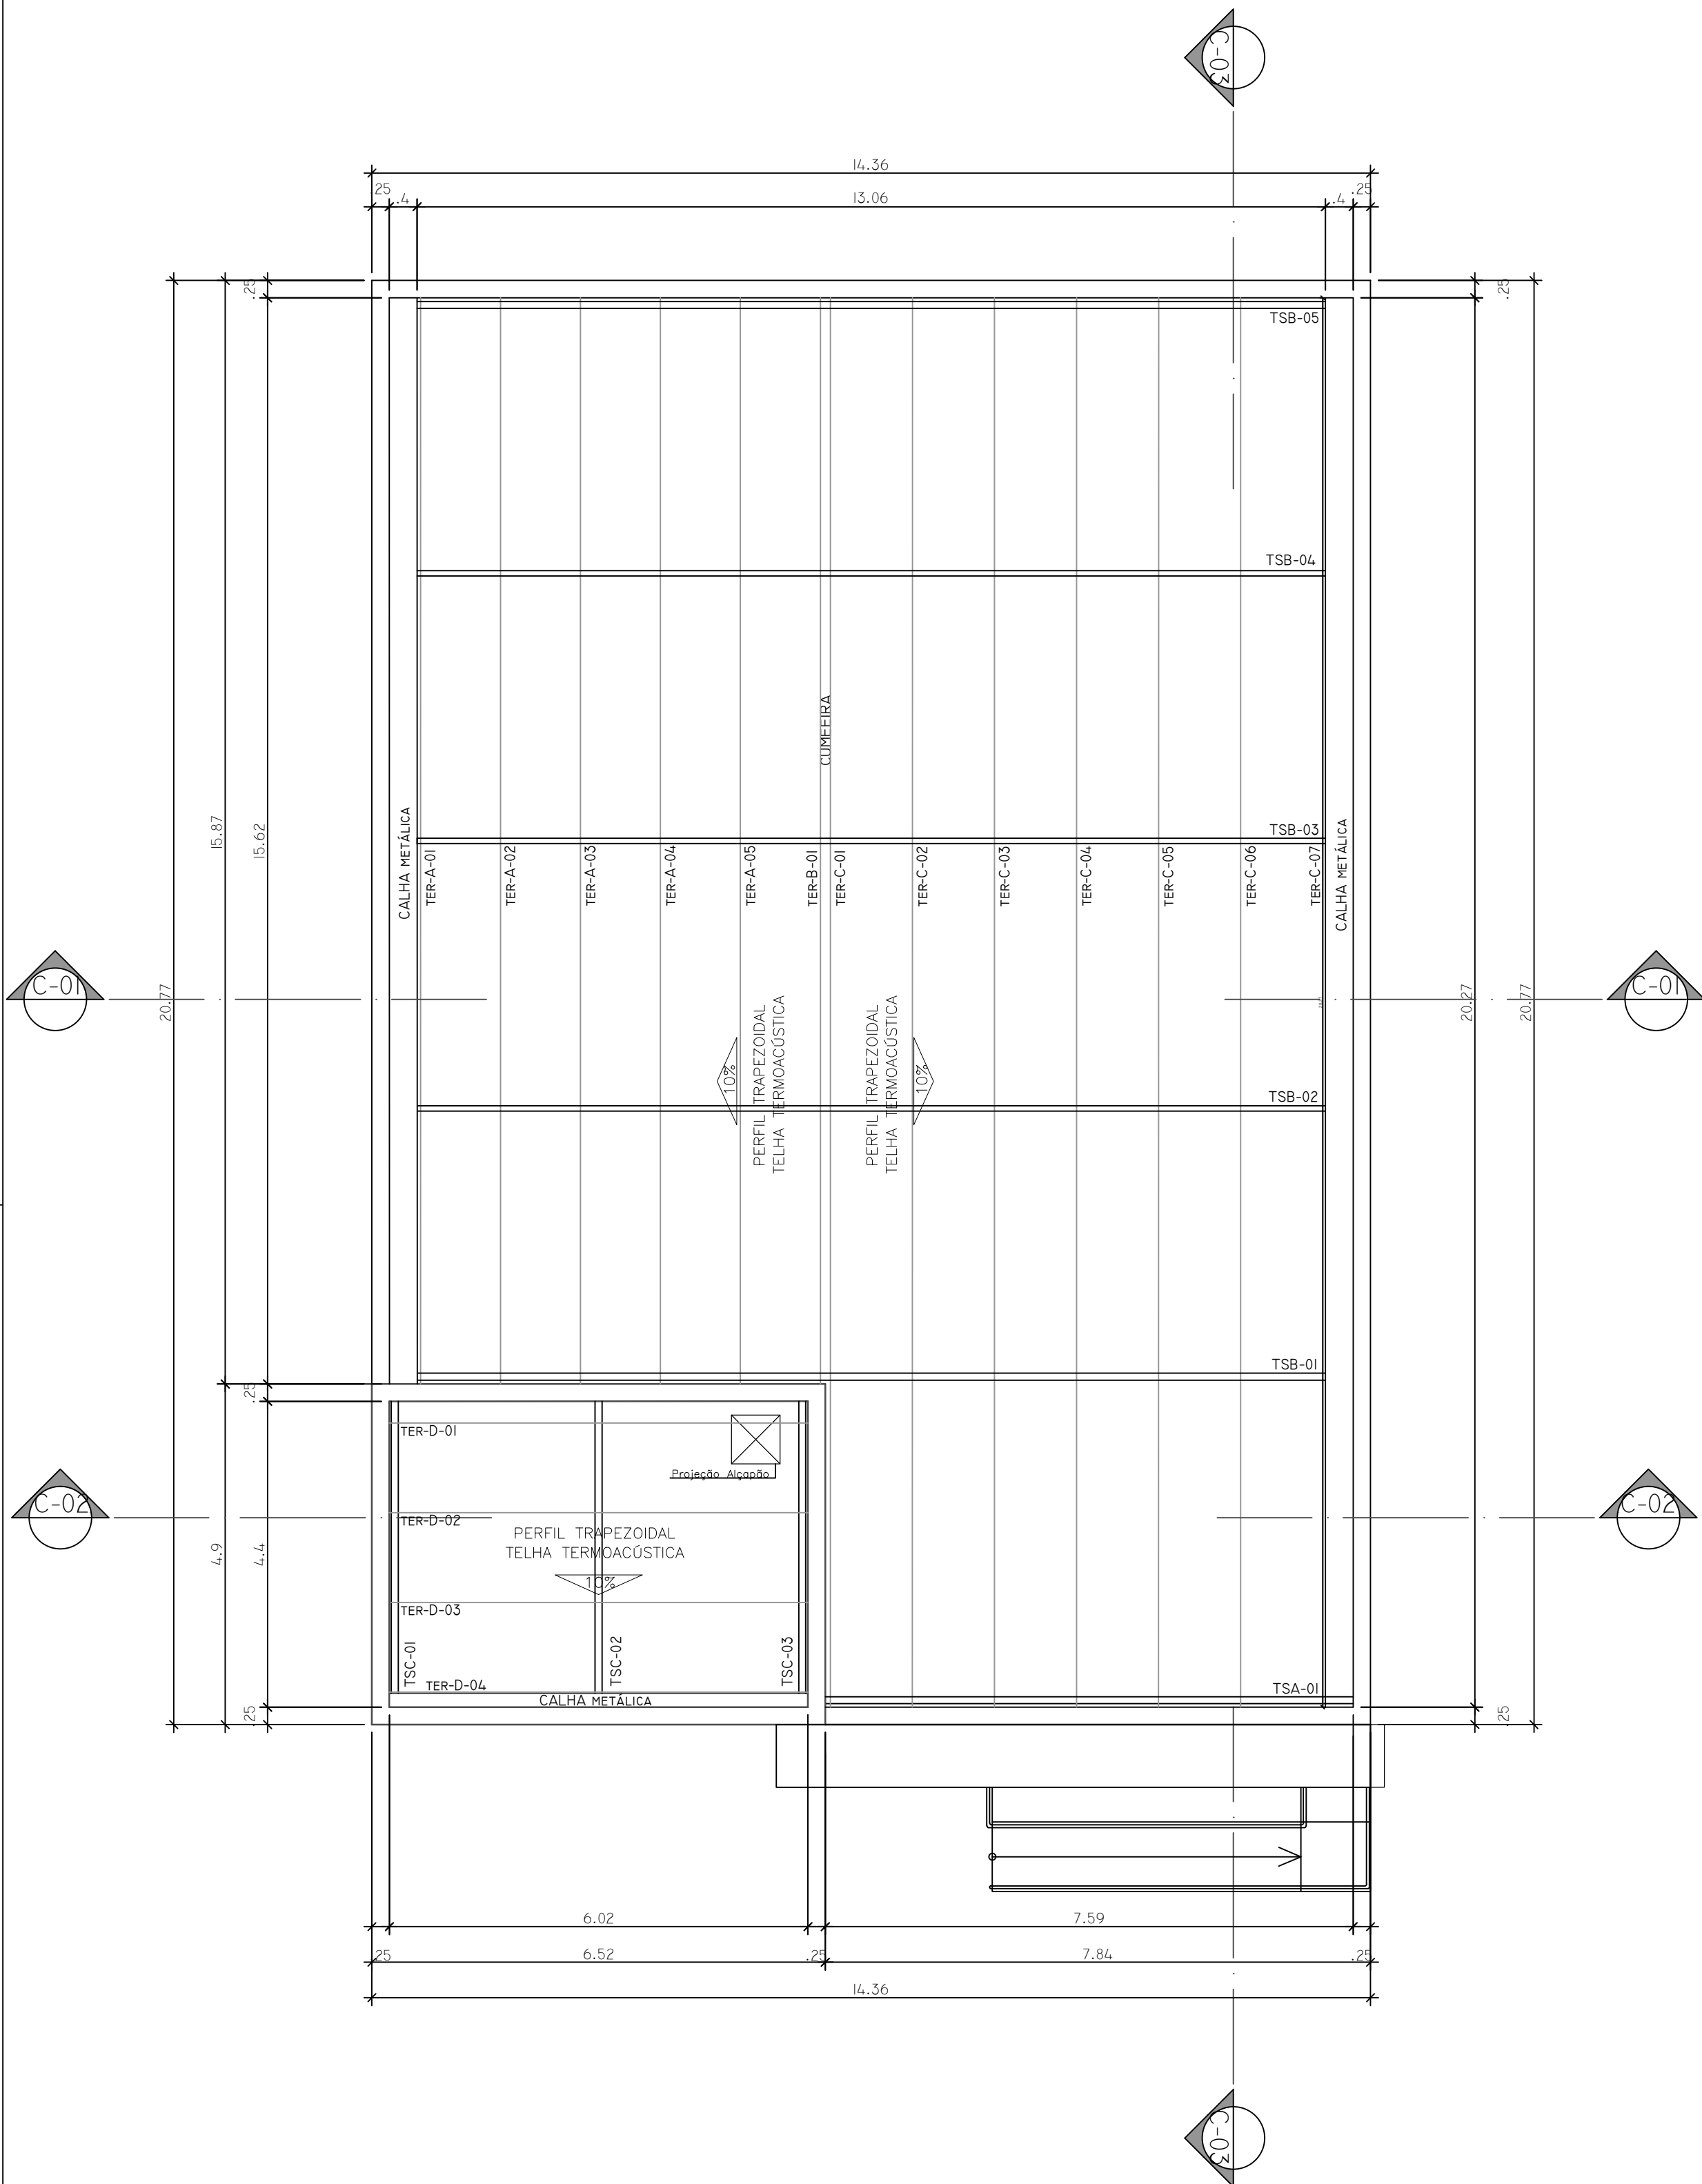 C-03
14.36
.25
.4
13.06
.4
.25
.25
.25
TSB-05
TSB-04
CUMEEIRA
15.87
15.62
CALHA METÁLICA
TSB-03
CALHA METÁLICA
TER-A-01
TER-A-02
TER-A-03
TER-A-04
TER-A-05
TER-B-01
TER-C-01
TER-C-02
TER-C-03
TER-C-04
TER-C-05
TER-C-06
TER-C-07
C-01
C-01
20.77
20.27
20.77
PERFIL TRAPEZOIDAL
TELHA TERMOACÚSTICA
10%
PERFIL TRAPEZOIDAL
TELHA TERMOACÚSTICA
10%
TSB-02
TSB-01
.25
TER-D-01
Projeção Alçapão
C-02
C-02
TER-D-02
PERFIL TRAPEZOIDAL
TELHA TERMOACÚSTICA
10%
4.9
4.4
TER-D-03
TSC-01
TSC-02
TSC-03
TER-D-04
CALHA METÁLICA
TSA-01
.25
.25
6.02
7.59
.25
6.52
.25
7.84
.25
14.36
C-03